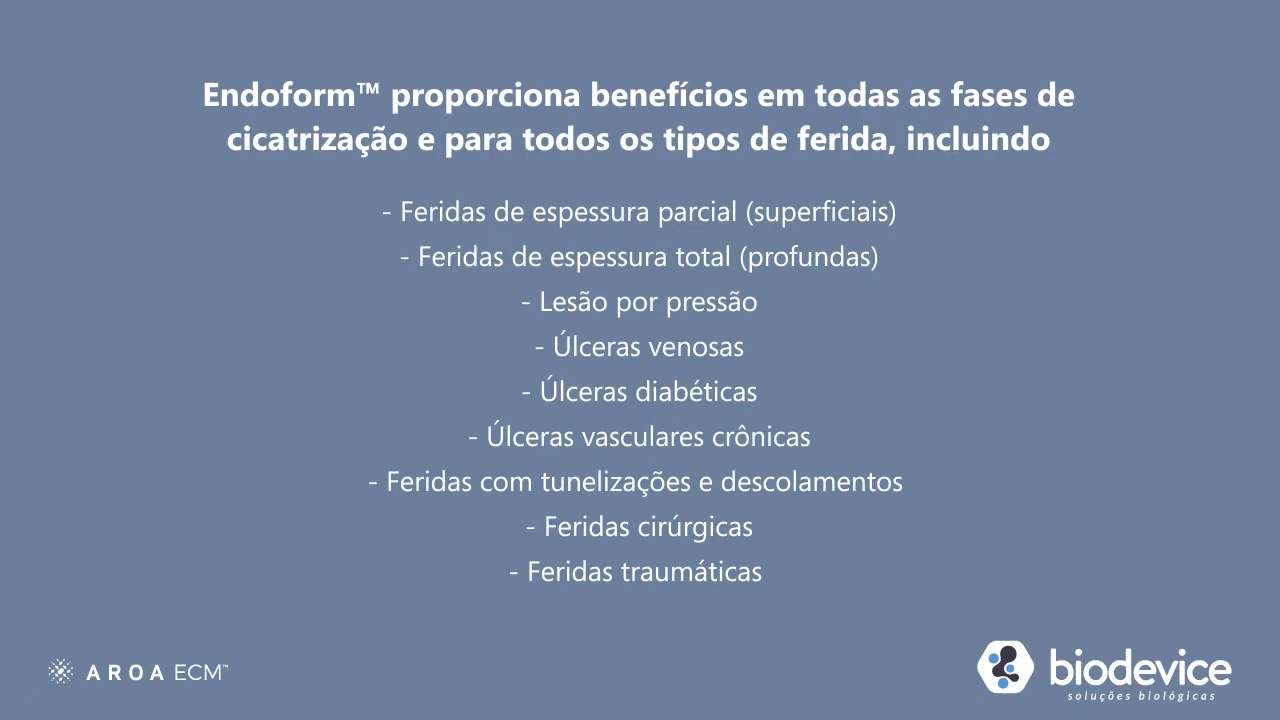 Endoform™ proporciona benefícios em todas as fases de
cicatrização e para todos os tipos de ferida, incluindo
- Feridas de espessura parcial (superficiais)
- Feridas de espessura total (profundas)
- Lesão por pressão
- Úlceras venosas
- Úlceras diabéticas
- Úlceras vasculares crônicas
- Feridas com tunelizações e descolamentos
- Feridas cirúrgicas
- Feridas traumáticas
AROA ECM™
biodevice
soluções biológicas